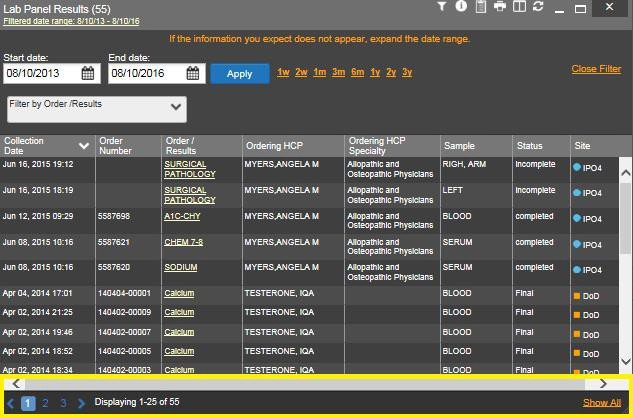 Lab Panel Results (55)
Filtered date range: 8/10/13 - 8/10/16
If the information you expect does not appear, expand the date range.
Start date: End date:
08/10/2013 08/10/2016 Apply 1w 2w 1m 3m 6m 1y 2y 3y Close Filter
Filter by Order /Results
Collection Date Order Number Order / Results Ordering HCP Ordering HCP Specialty Sample Status Site
Jun 16, 2015 19:12 SURGICAL PATHOLOGY MYERS,ANGELA M Allopathic and Osteopathic Physicians RIGH, ARM Incomplete IPO4
Jun 16, 2015 18:19 SURGICAL PATHOLOGY MYERS,ANGELA M Allopathic and Osteopathic Physicians LEFT Incomplete IPO4
Jun 12, 2015 09:29 5587698 A1C-CHY MYERS,ANGELA M Allopathic and Osteopathic Physicians BLOOD completed IPO4
Jun 08, 2015 10:16 5587621 CHEM 7-8 MYERS,ANGELA M Allopathic and Osteopathic Physicians SERUM completed IPO4
Jun 08, 2015 10:16 5587620 SODIUM MYERS,ANGELA M Allopathic and Osteopathic Physicians SERUM completed IPO4
Apr 04, 2014 17:01 140404-00001 Calcium TESTERONE, IQA BLOOD Final DoD
Apr 02, 2014 21:25 140402-00009 Calcium TESTERONE, IQA BLOOD Final DoD
Apr 02, 2014 19:46 140402-00007 Calcium TESTERONE, IQA BLOOD Final DoD
Apr 02, 2014 18:52 140402-00005 Calcium TESTERONE, IQA BLOOD Final DoD
Apr 02, 2014 18:34 140402-00003 Calcium TESTERONE, IQA BLOOD Final DoD
1 2 3 Displaying 1-25 of 55 Show All